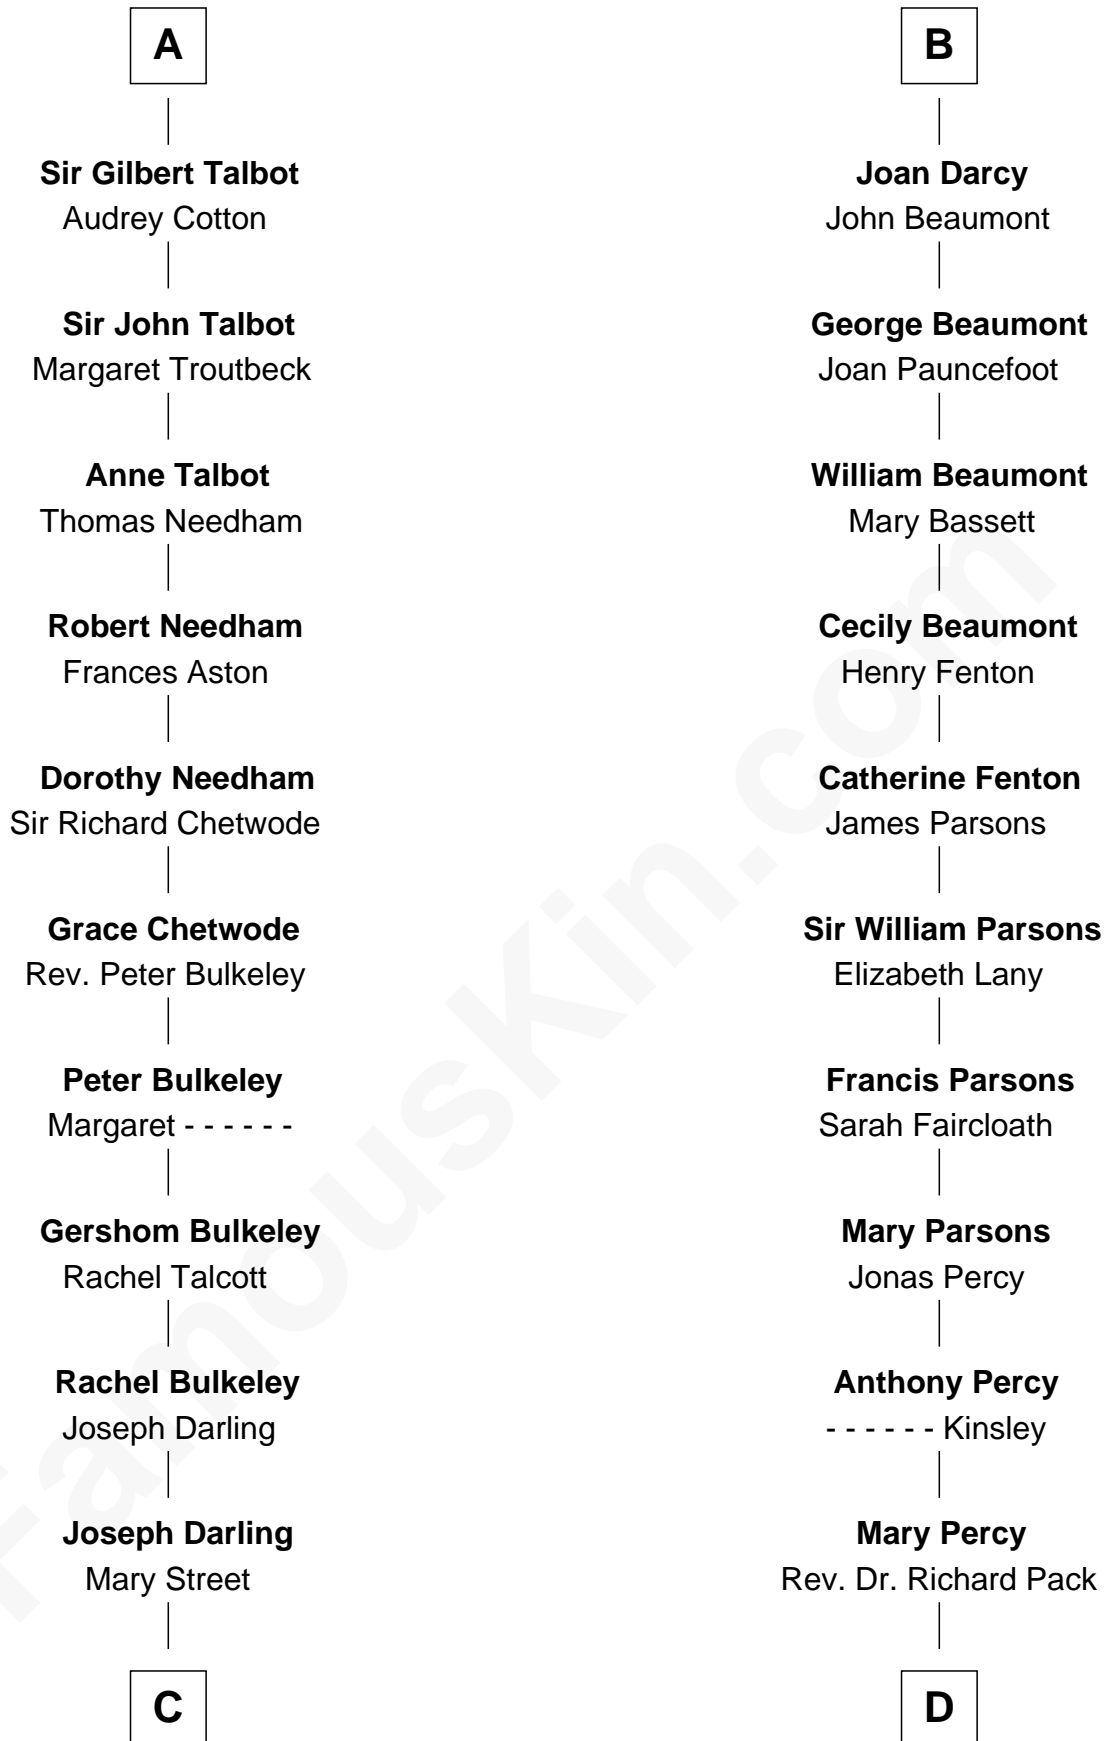 A
Sir Gilbert Talbot
Audrey Cotton
Sir John Talbot
Margaret Troutbeck
Anne Talbot
Thomas Needham
Robert Needham
Frances Aston
Dorothy Needham
Sir Richard Chetwode
Grace Chetwode
Rev. Peter Bulkeley
Peter Bulkeley
Margaret - - - - - -
Gershom Bulkeley
Rachel Talcott
Rachel Bulkeley
Joseph Darling
Joseph Darling
Mary Street
C
B
Joan Darcy
John Beaumont
George Beaumont
Joan Pauncefoot
William Beaumont
Mary Bassett
Cecily Beaumont
Henry Fenton
Catherine Fenton
James Parsons
Sir William Parsons
Elizabeth Lany
Francis Parsons
Sarah Faircloath
Mary Parsons
Jonas Percy
Anthony Percy
- - - - - - Kinsley
Mary Percy
Rev. Dr. Richard Pack
D
FamousKin.com